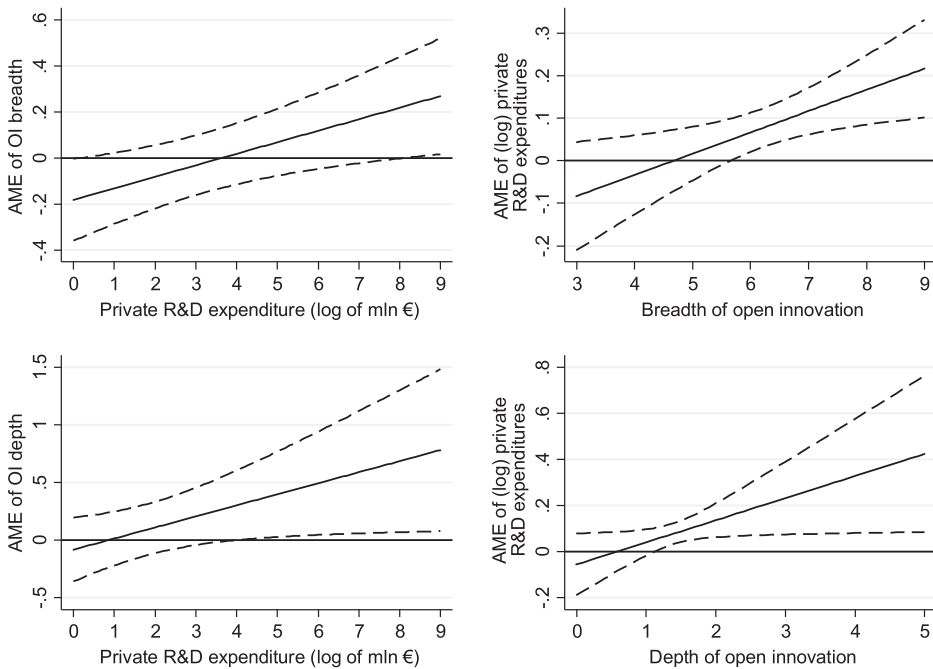 AME of OI breadth
.6
.4
.2
0
-.2
-.4
0 1 2 3 4 5 6 7 8 9
Private R&D expenditure (log of mln €)
AME of (log) private
R&D expenditures
.3
.2
.1
0
-.1
-.2
3 4 5 6 7 8 9
Breadth of open innovation
AME of OI depth
1.5
1
.5
0
-.5
0 1 2 3 4 5 6 7 8 9
Private R&D expenditure (log of mln €)
AME of (log) private
R&D expenditures
.8
.6
.4
.2
0
-.2
0 1 2 3 4 5
Depth of open innovation